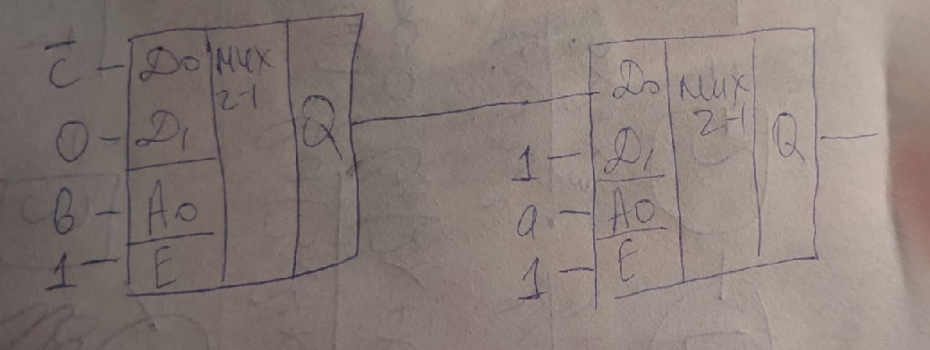 c̅ D0 MUX 2-1 Q
0 D1
b A0
1 E
D0 MUX 2-1 Q
1 D1
a A0
1 E